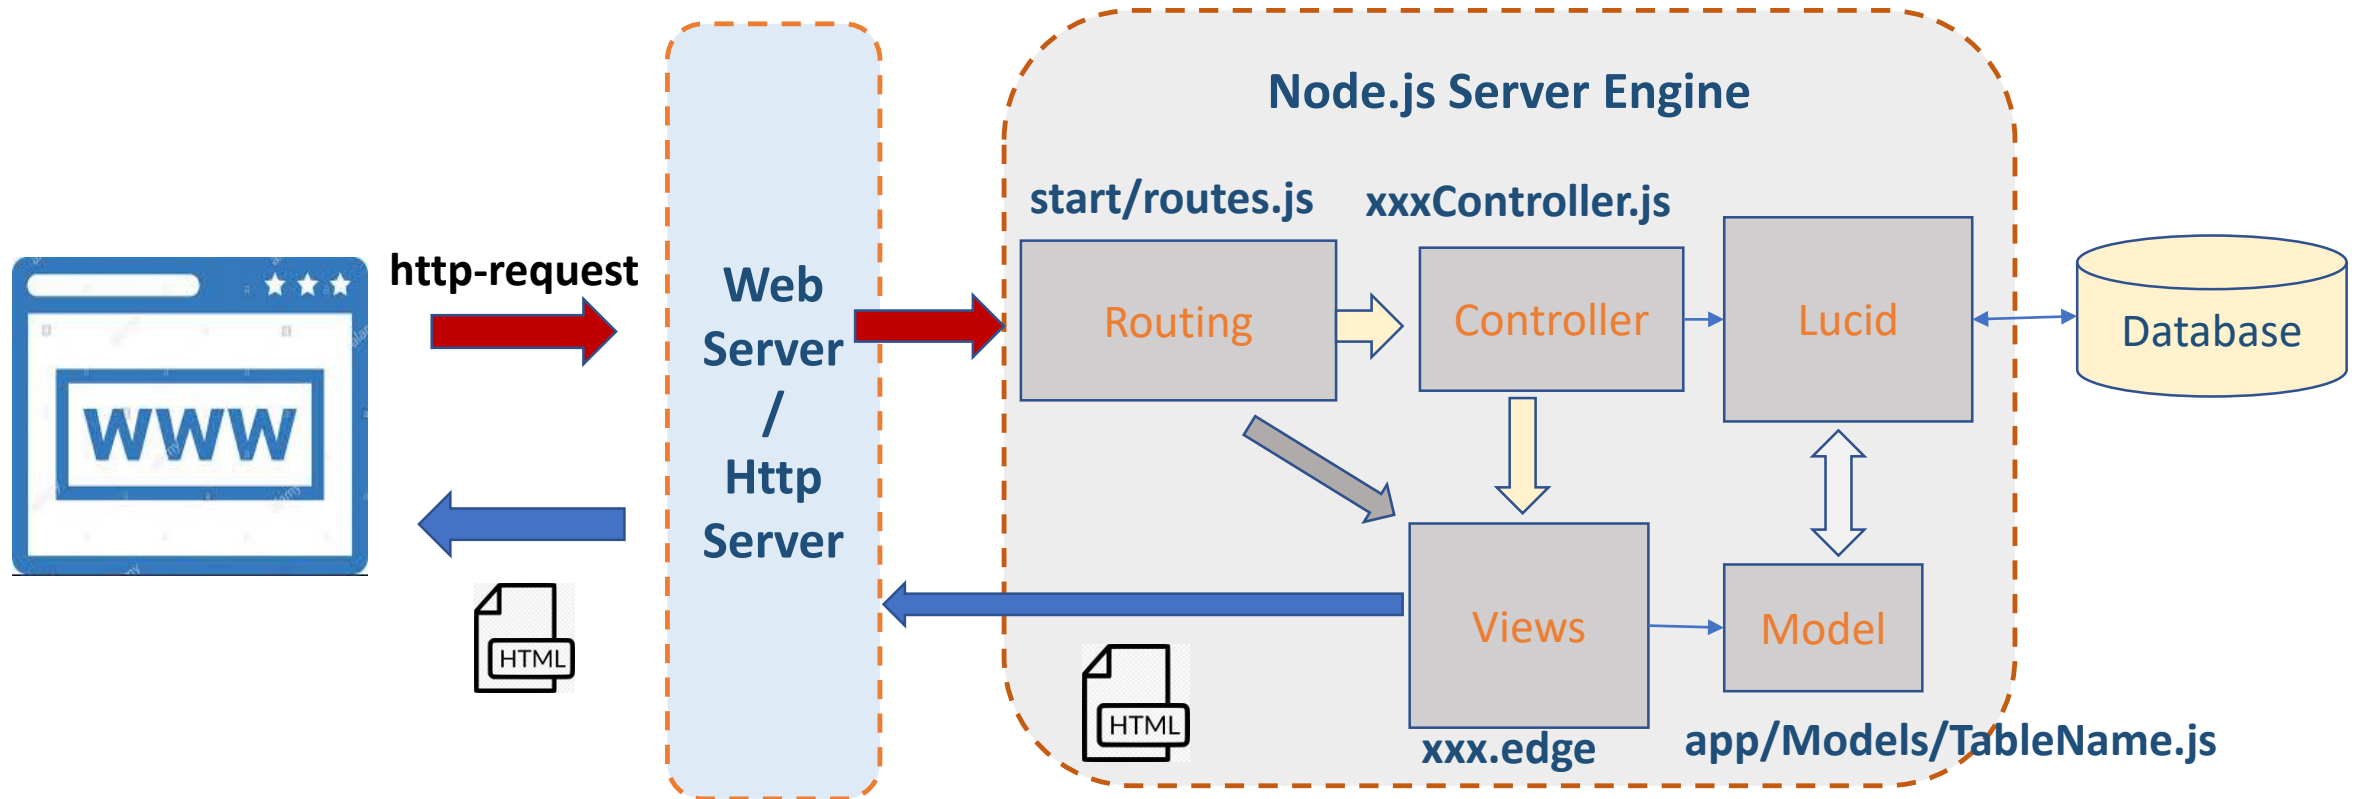 Node.js Server Engine
start/routes.js
xxxController.js
http-request
Web
Server
/
Http
Server
Routing
Controller
Lucid
Database
WWW
Views
Model
HTML
HTML
xxx.edge
app/Models/TableName.js